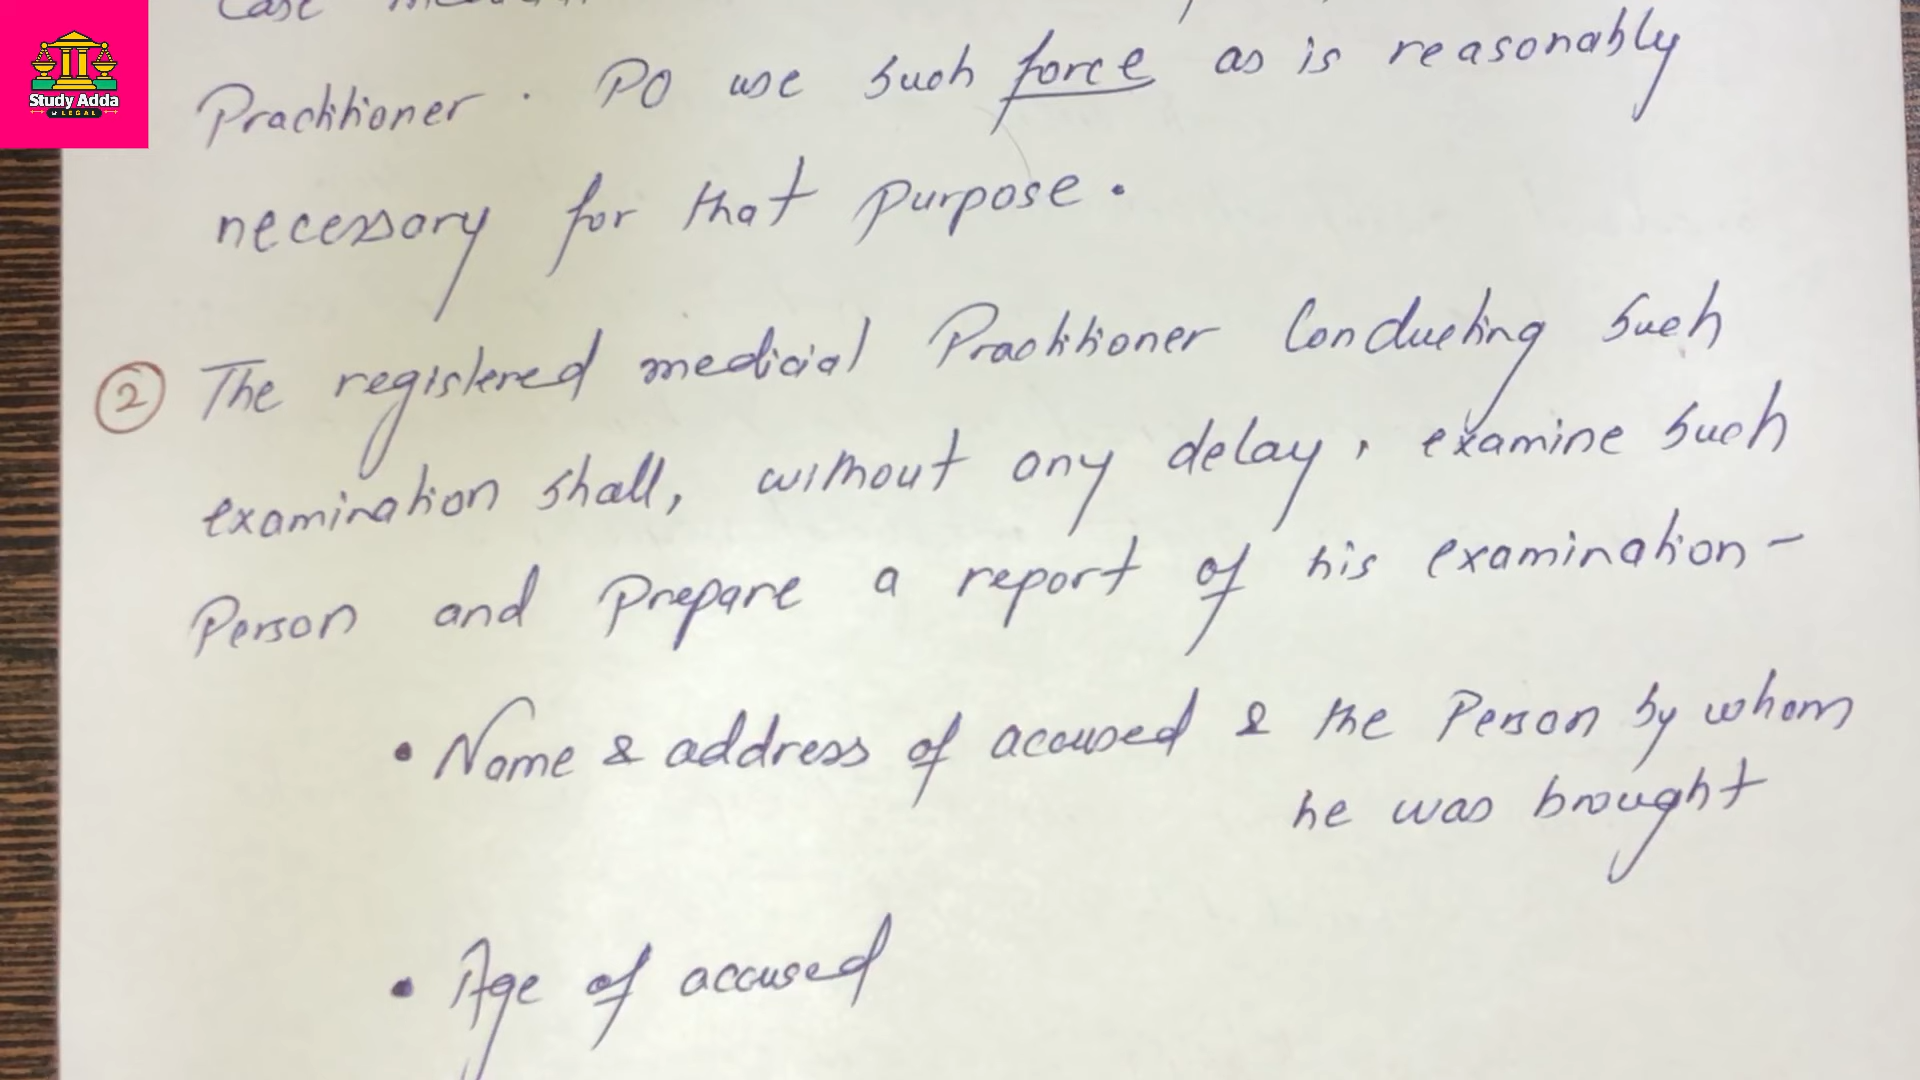 Case
Practitioner. PO use such force as is reasonably
necessary for that purpose.
② The registered medicial Practitioner Conducting such
examination shall, without any delay, examine such
Person and prepare a report of his examination-
• Name & address of accused & the Person by whom
he was brought
• Age of accused
Study Adda
LEGAL